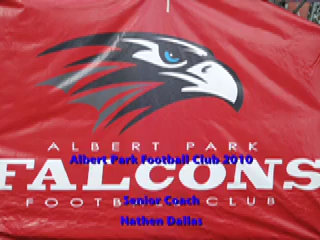 ALBERT PARK
Albert Park Football Club 2010
FALCONS
Senior Coach
FOOTBALL CLUB
Nathen Dallas